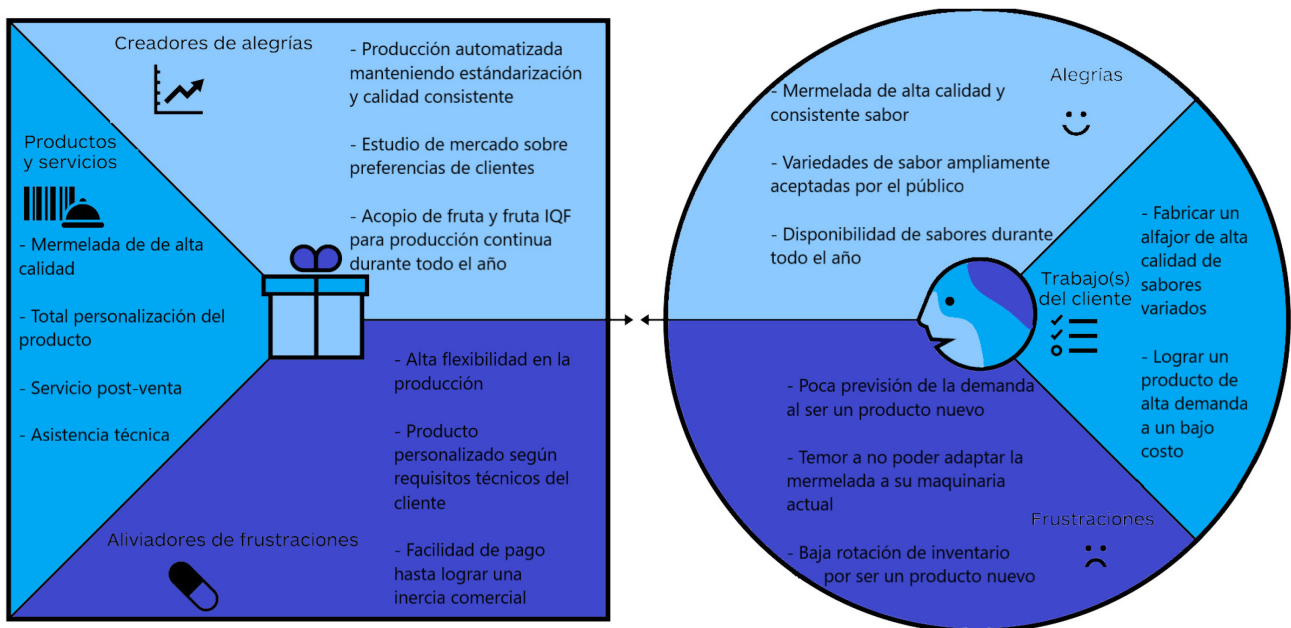 Creadores de alegrías
- Producción automatizada
manteniendo estándarización
y calidad consistente
- Estudio de mercado sobre
preferencias de clientes
- Acopio de fruta y fruta IQF
para producción continua
durante todo el año
Productos
y servicios
- Mermelada de de alta
calidad
- Total personalización del
producto
- Servicio post-venta
- Asistencia técnica
- Alta flexibilidad en la
producción
- Producto
personalizado según
requisitos técnicos del
cliente
- Facilidad de pago
hasta lograr una
inercia comercial
Aliviadores de frustraciones
Alegrías
- Mermelada de alta calidad y
consistente sabor
- Variedades de sabor ampliamente
aceptadas por el público
- Disponibilidad de sabores durante
todo el año
Trabajo(s)
del cliente
- Fabricar un
alfajor de alta
calidad de
sabores
variados
- Lograr un
producto de
alta demanda
a un bajo
costo
- Poca previsión de la demanda
al ser un producto nuevo
- Temor a no poder adaptar la
mermelada a su maquinaria
actual
- Baja rotación de inventario
por ser un producto nuevo
Frustraciones